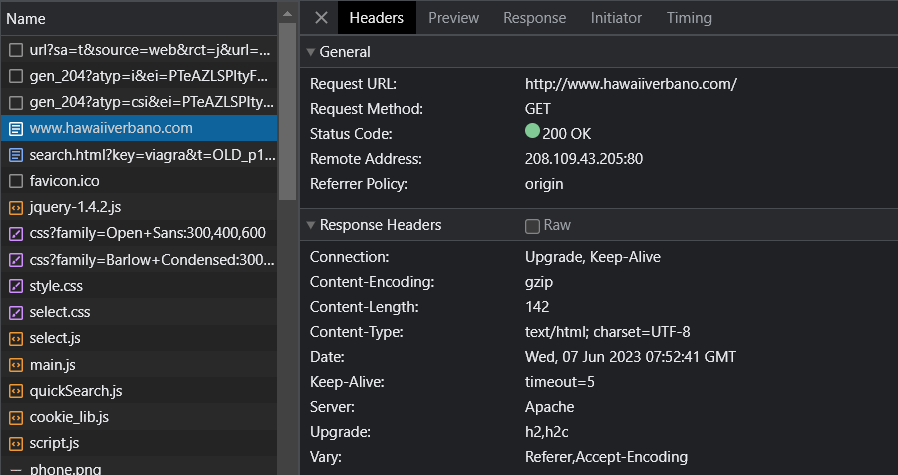 Name
url?sa=t&source=web&rct=j&url=...
gen_204?atyp=i&ei=PTeAZLSPItyF...
gen_204?atyp=csi&ei=PTeAZLSPIty...
www.hawaiiverbano.com
search.html?key=viagra&t=OLD_p1...
favicon.ico
jquery-1.4.2.js
css?family=Open+Sans:300,400,600
css?family=Barlow+Condensed:300...
style.css
select.css
select.js
main.js
quickSearch.js
cookie_lib.js
script.js
phone.png
Headers Preview Response Initiator Timing
General
Request URL: http://www.hawaiiverbano.com/
Request Method: GET
Status Code: 200 OK
Remote Address: 208.109.43.205:80
Referrer Policy: origin
Response Headers Raw
Connection: Upgrade, Keep-Alive
Content-Encoding: gzip
Content-Length: 142
Content-Type: text/html; charset=UTF-8
Date: Wed, 07 Jun 2023 07:52:41 GMT
Keep-Alive: timeout=5
Server: Apache
Upgrade: h2,h2c
Vary: Referer,Accept-Encoding